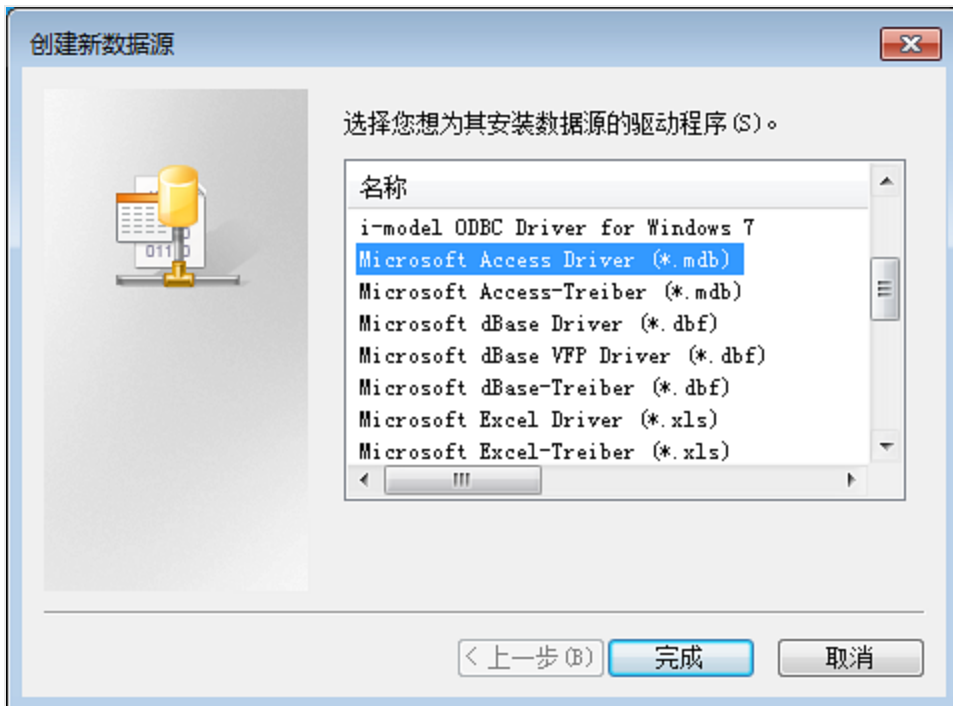 创建新数据源
选择您想为其安装数据源的驱动程序(S)。
名称
i-model ODBC Driver for Windows 7
Microsoft Access Driver (*.mdb)
Microsoft Access-Treiber (*.mdb)
Microsoft dBase Driver (*.dbf)
Microsoft dBase VFP Driver (*.dbf)
Microsoft dBase-Treiber (*.dbf)
Microsoft Excel Driver (*.xls)
Microsoft Excel-Treiber (*.xls)
< 上一步(B) 完成 取消